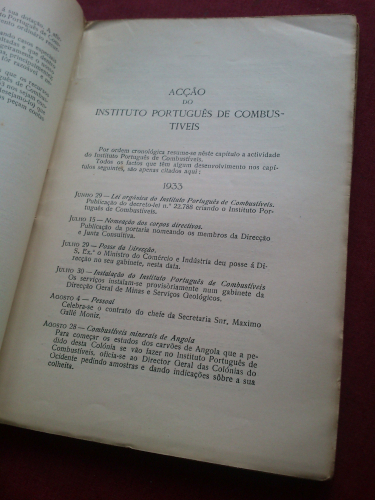 ACÇÃO
DO
INSTITUTO PORTUGUÊS DE COMBUS-
TIVEIS
Por ordem cronológica resume-se nêste capítulo a actividade
do Instituto Português de Combustíveis.
Todos os factos que têm algum desenvolvimento nos capí-
tulos seguintes, são apenas citados aqui:
1933
JUNHO 29 — Lei orgânica do Instituto Português de Combustíveis.
Publicação do decreto-lei n.º 22.788 criando o Instituto Por-
tuguês de Combustíveis.
JULHO 15 — Nomeação dos corpos directivos.
Publicação da portaria nomeando os membros da Direcção
e Junta Consultiva.
JULHO 29 — Posse da Direcção.
S. Ex.ª o Ministro do Comércio e Indústria deu posse á Di-
recção no seu gabinete, nesta data.
JULHO 30 — Instalação do Instituto Português de Combustíveis
Os serviços instalam-se provisòriamente num gabinete da
Direcção Geral de Minas e Serviços Geológicos.
AGOSTO 4 — Pessoal
Celebra-se o contrato do chefe da Secretaria Snr. Maximo
Gallé Moniz.
AGOSTO 28 — Combustíveis minerais de Angola
Para começar os estudos dos carvões de Angola que a pe-
dido desta Colónia se vão fazer no Instituto Português de
Combustíveis, oficia-se ao Director Geral das Colónias do
Ocidente pedindo amostras e dando indicações sôbre a sua
colheita.